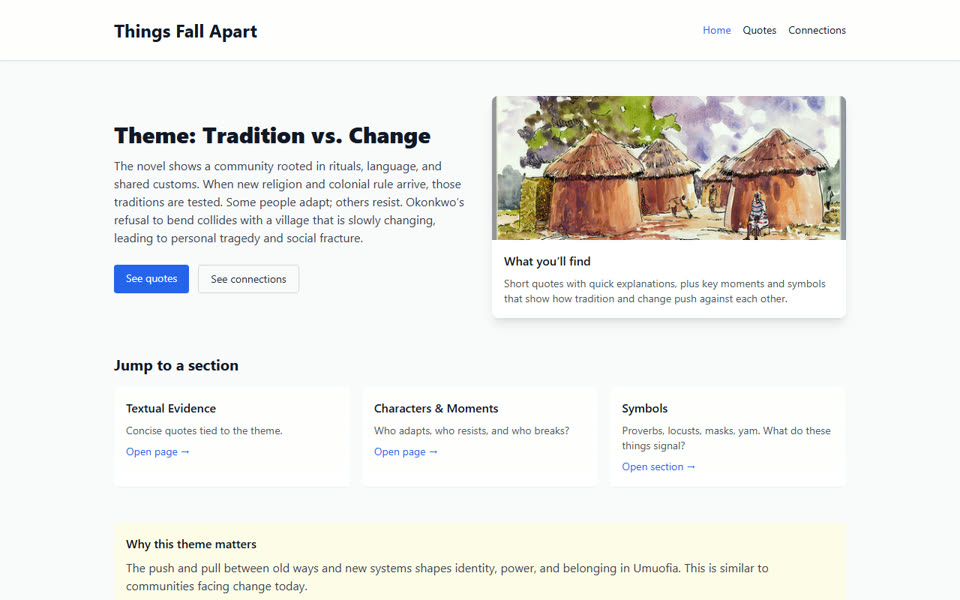 Things Fall Apart
Home Quotes Connections
Theme: Tradition vs. Change
The novel shows a community rooted in rituals, language, and
shared customs. When new religion and colonial rule arrive, those
traditions are tested. Some people adapt; others resist. Okonkwo's
refusal to bend collides with a village that is slowly changing,
leading to personal tragedy and social fracture.
See quotes
See connections
What you'll find
Short quotes with quick explanations, plus key moments and symbols
that show how tradition and change push against each other.
Jump to a section
Textual Evidence
Concise quotes tied to the theme.
Open page →
Characters & Moments
Who adapts, who resists, and who breaks?
Open page →
Symbols
Proverbs, locusts, masks, yam. What do these
things signal?
Open section →
Why this theme matters
The push and pull between old ways and new systems shapes identity, power, and belonging in Umuofia. This is similar to
communities facing change today.